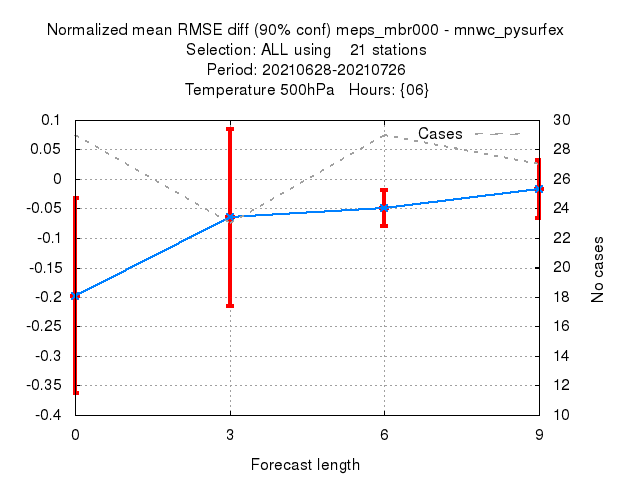 Normalized mean RMSE diff (90% conf) meps_mbr000 - mnwc_pysurfex
Selection: ALL using    21 stations
Period: 20210628-20210726
Temperature 500hPa   Hours: {06}
Cases
0.1
0.05
0
-0.05
-0.1
-0.15
-0.2
-0.25
-0.3
-0.35
-0.4
30
28
26
24
22
20
18
16
14
12
10
No cases
0 3 6 9
Forecast length